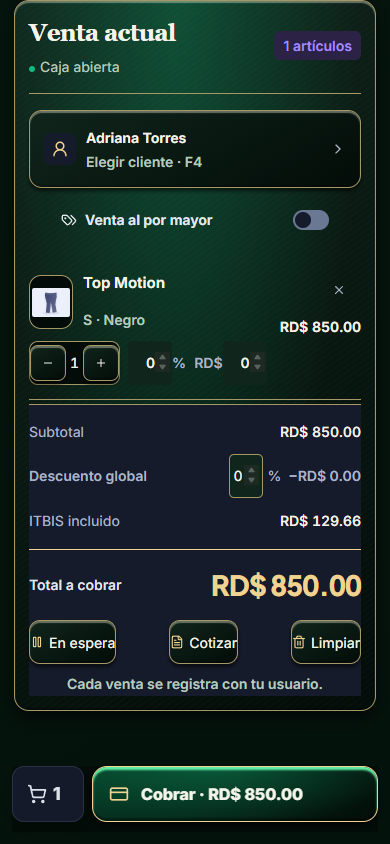 Venta actual
1 artículos
Caja abierta
Adriana Torres
Elegir cliente · F4
Venta al por mayor
Top Motion
S · Negro
RD$ 850.00
− 1 +
0 % RD$ 0
Subtotal RD$ 850.00
Descuento global 0 % −RD$ 0.00
ITBIS incluido RD$ 129.66
Total a cobrar RD$ 850.00
En espera Cotizar Limpiar
Cada venta se registra con tu usuario.
1 Cobrar · RD$ 850.00